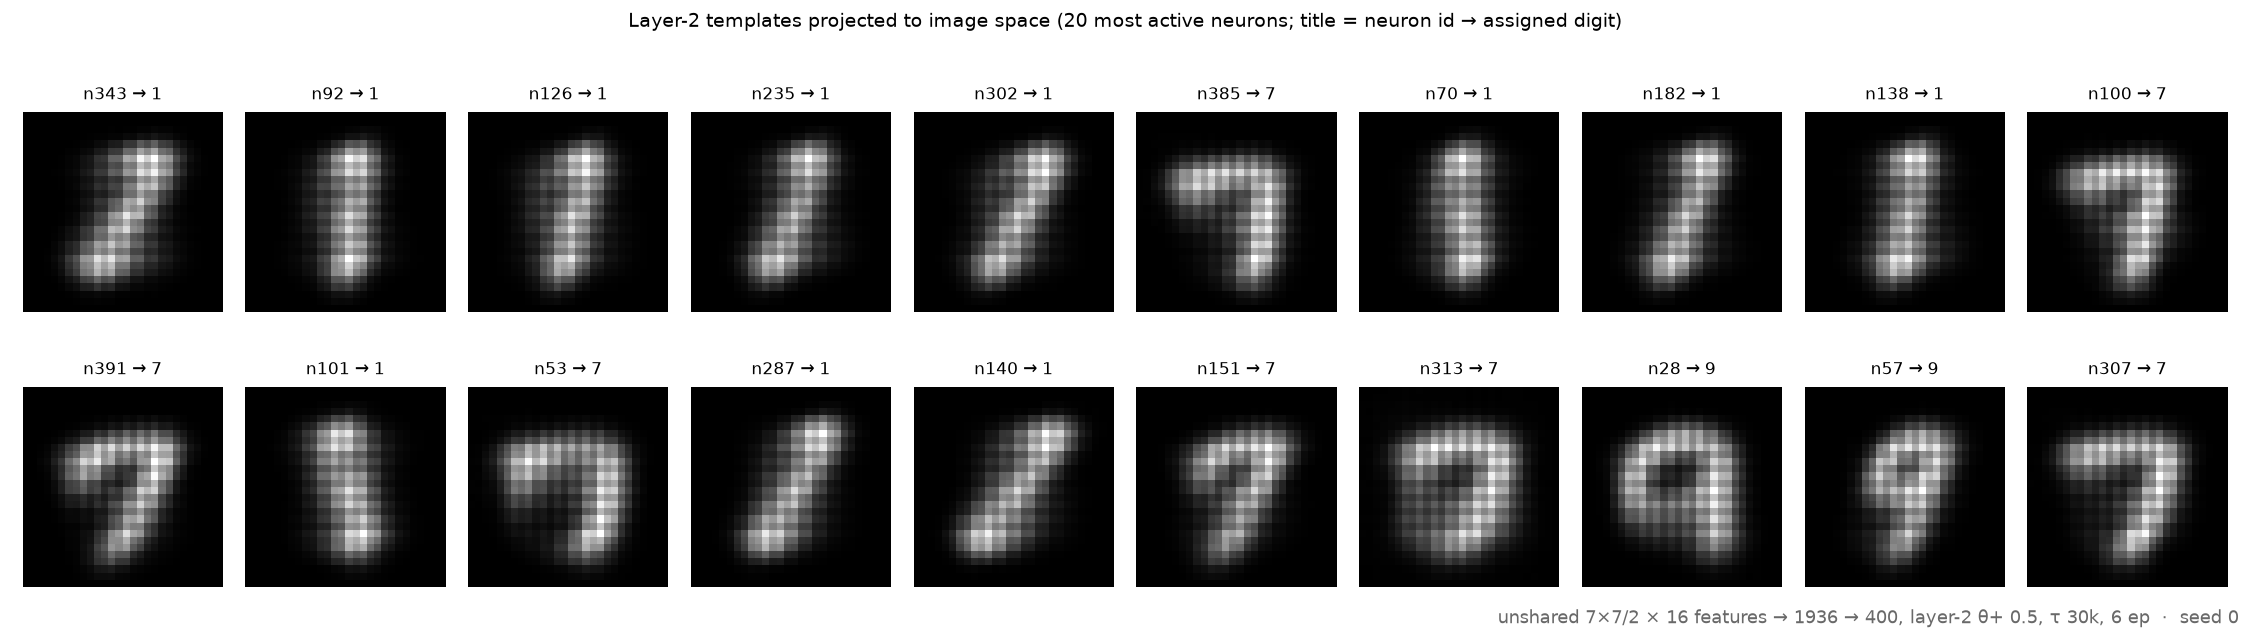 Layer-2 templates projected to image space (20 most active neurons; title = neuron id → assigned digit)
n343 → 1 n92 → 1 n126 → 1 n235 → 1 n302 → 1 n385 → 7 n70 → 1 n182 → 1 n138 → 1 n100 → 7
n391 → 7 n101 → 1 n53 → 7 n287 → 1 n140 → 1 n151 → 7 n313 → 7 n28 → 9 n57 → 9 n307 → 7
unshared 7×7/2 × 16 features → 1936 → 400, layer-2 θ+ 0.5, τ 30k, 6 ep · seed 0